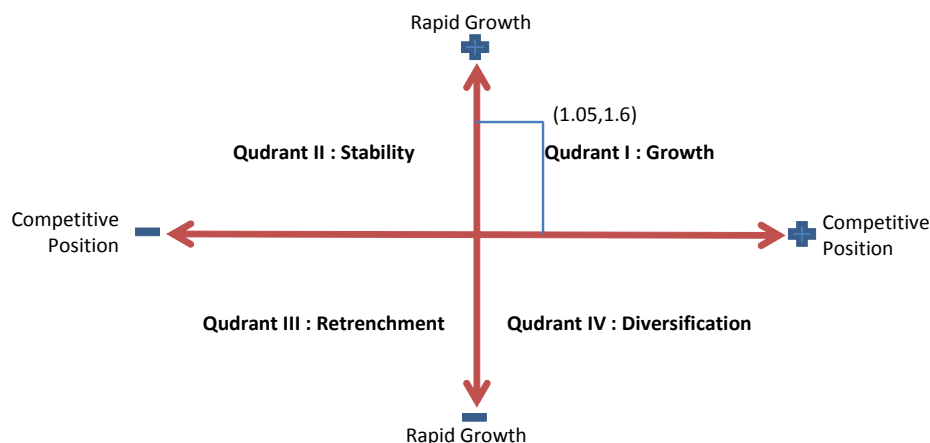 Rapid Growth
(1.05,1.6)
Qudrant II : Stability
Qudrant I : Growth
Competitive
Position
Competitive
Position
Qudrant III : Retrenchment
Qudrant IV : Diversification
Rapid Growth